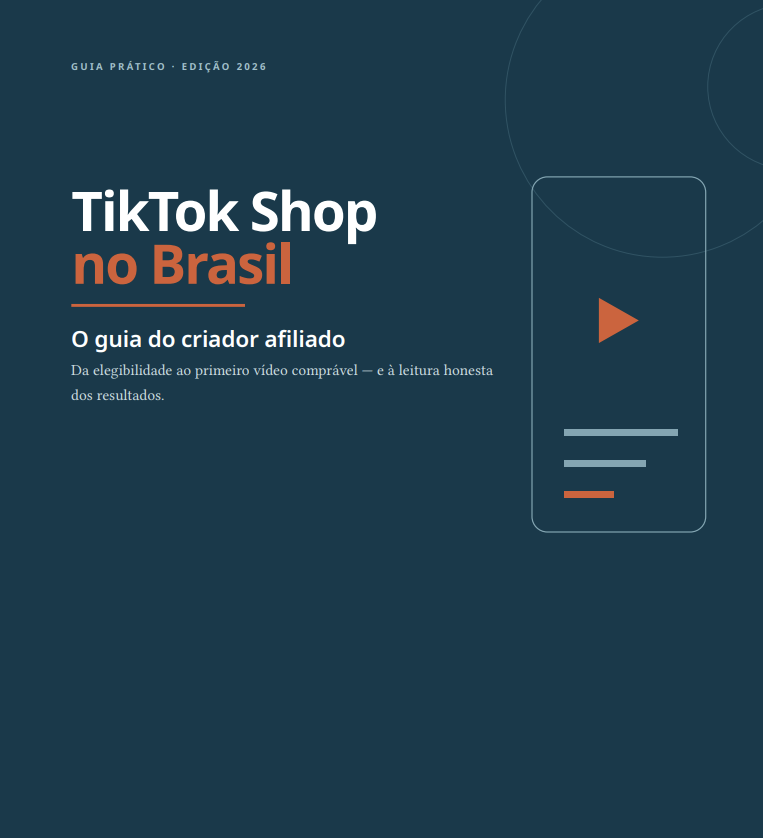 GUIA PRÁTICO · EDIÇÃO 2026
TikTok Shop
no Brasil
O guia do criador afiliado
Da elegibilidade ao primeiro vídeo comprável — e à leitura honesta
dos resultados.